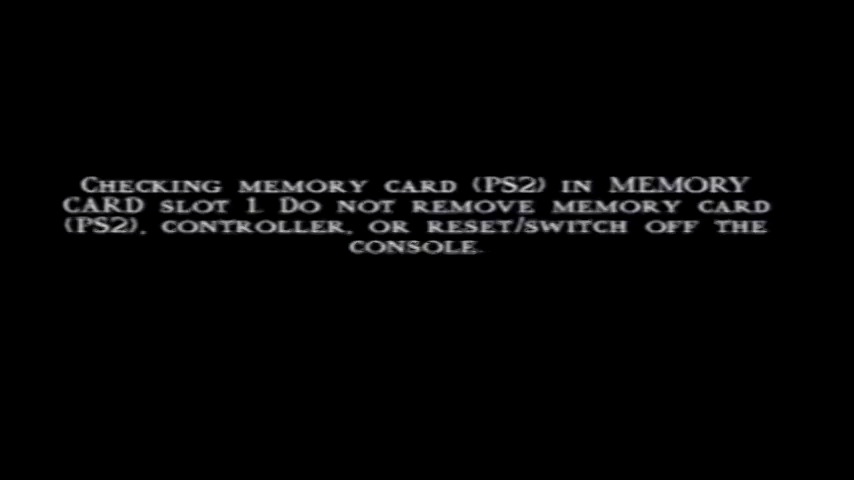 Checking memory card (PS2) in MEMORY
CARD slot 1. Do not remove memory card
(PS2), controller, or reset/switch off the
console.